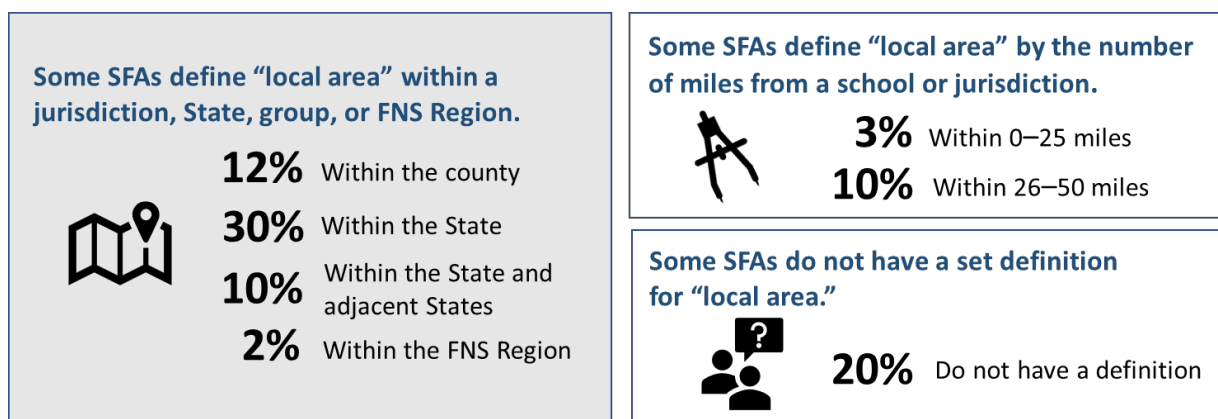 Some SFAs define “local area” within a
jurisdiction, State, group, or FNS Region.
12% Within the county
30% Within the State
10% Within the State and
adjacent States
2% Within the FNS Region
Some SFAs define “local area” by the number
of miles from a school or jurisdiction.
3% Within 0–25 miles
10% Within 26–50 miles
Some SFAs do not have a set definition
for “local area.”
?
20% Do not have a definition